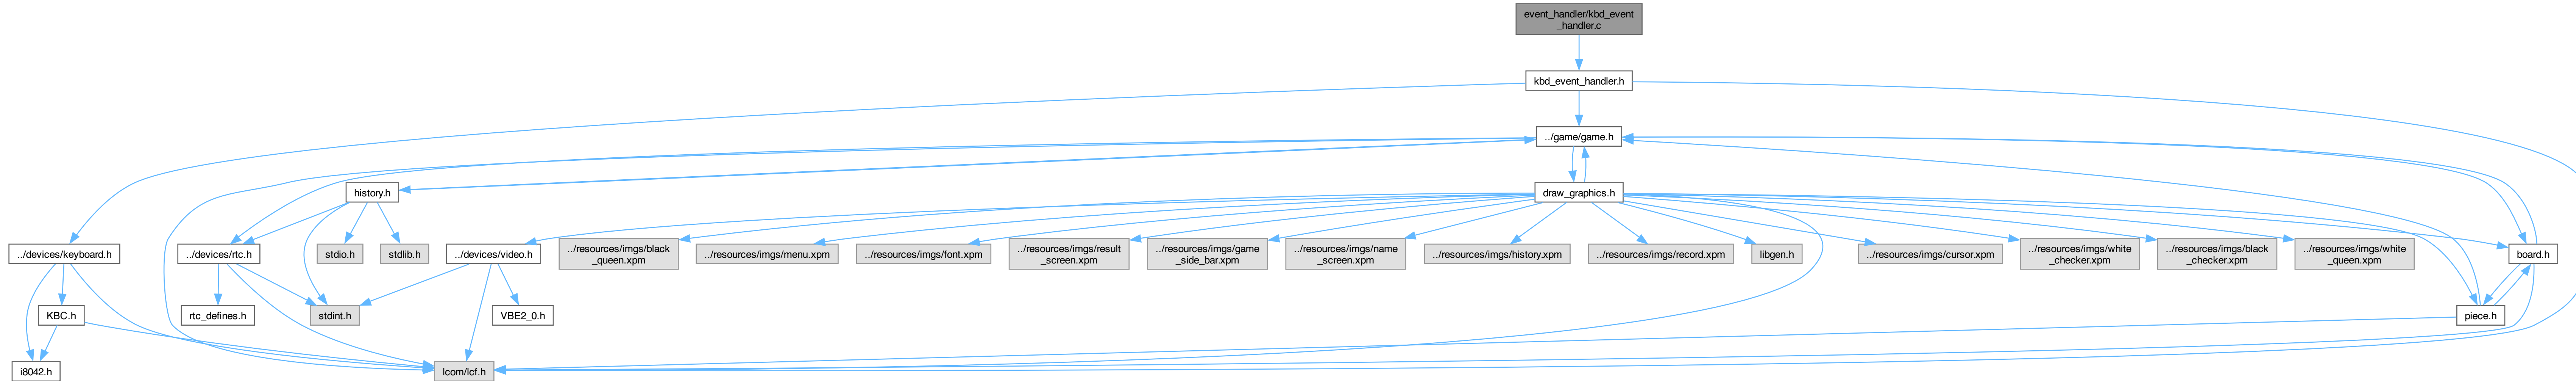 event_handler/kbd_event
_handler.c
kbd_event_handler.h
../game/game.h
history.h
draw_graphics.h
../devices/keyboard.h
../devices/rtc.h
stdio.h
stdlib.h
../devices/video.h
../resources/imgs/black
_queen.xpm
../resources/imgs/menu.xpm
../resources/imgs/font.xpm
../resources/imgs/result
_screen.xpm
../resources/imgs/game
_side_bar.xpm
../resources/imgs/name
_screen.xpm
../resources/imgs/history.xpm
../resources/imgs/record.xpm
libgen.h
../resources/imgs/cursor.xpm
../resources/imgs/white
_checker.xpm
../resources/imgs/black
_checker.xpm
../resources/imgs/white
_queen.xpm
board.h
KBC.h
rtc_defines.h
stdint.h
VBE2_0.h
piece.h
i8042.h
lcom/lcf.h